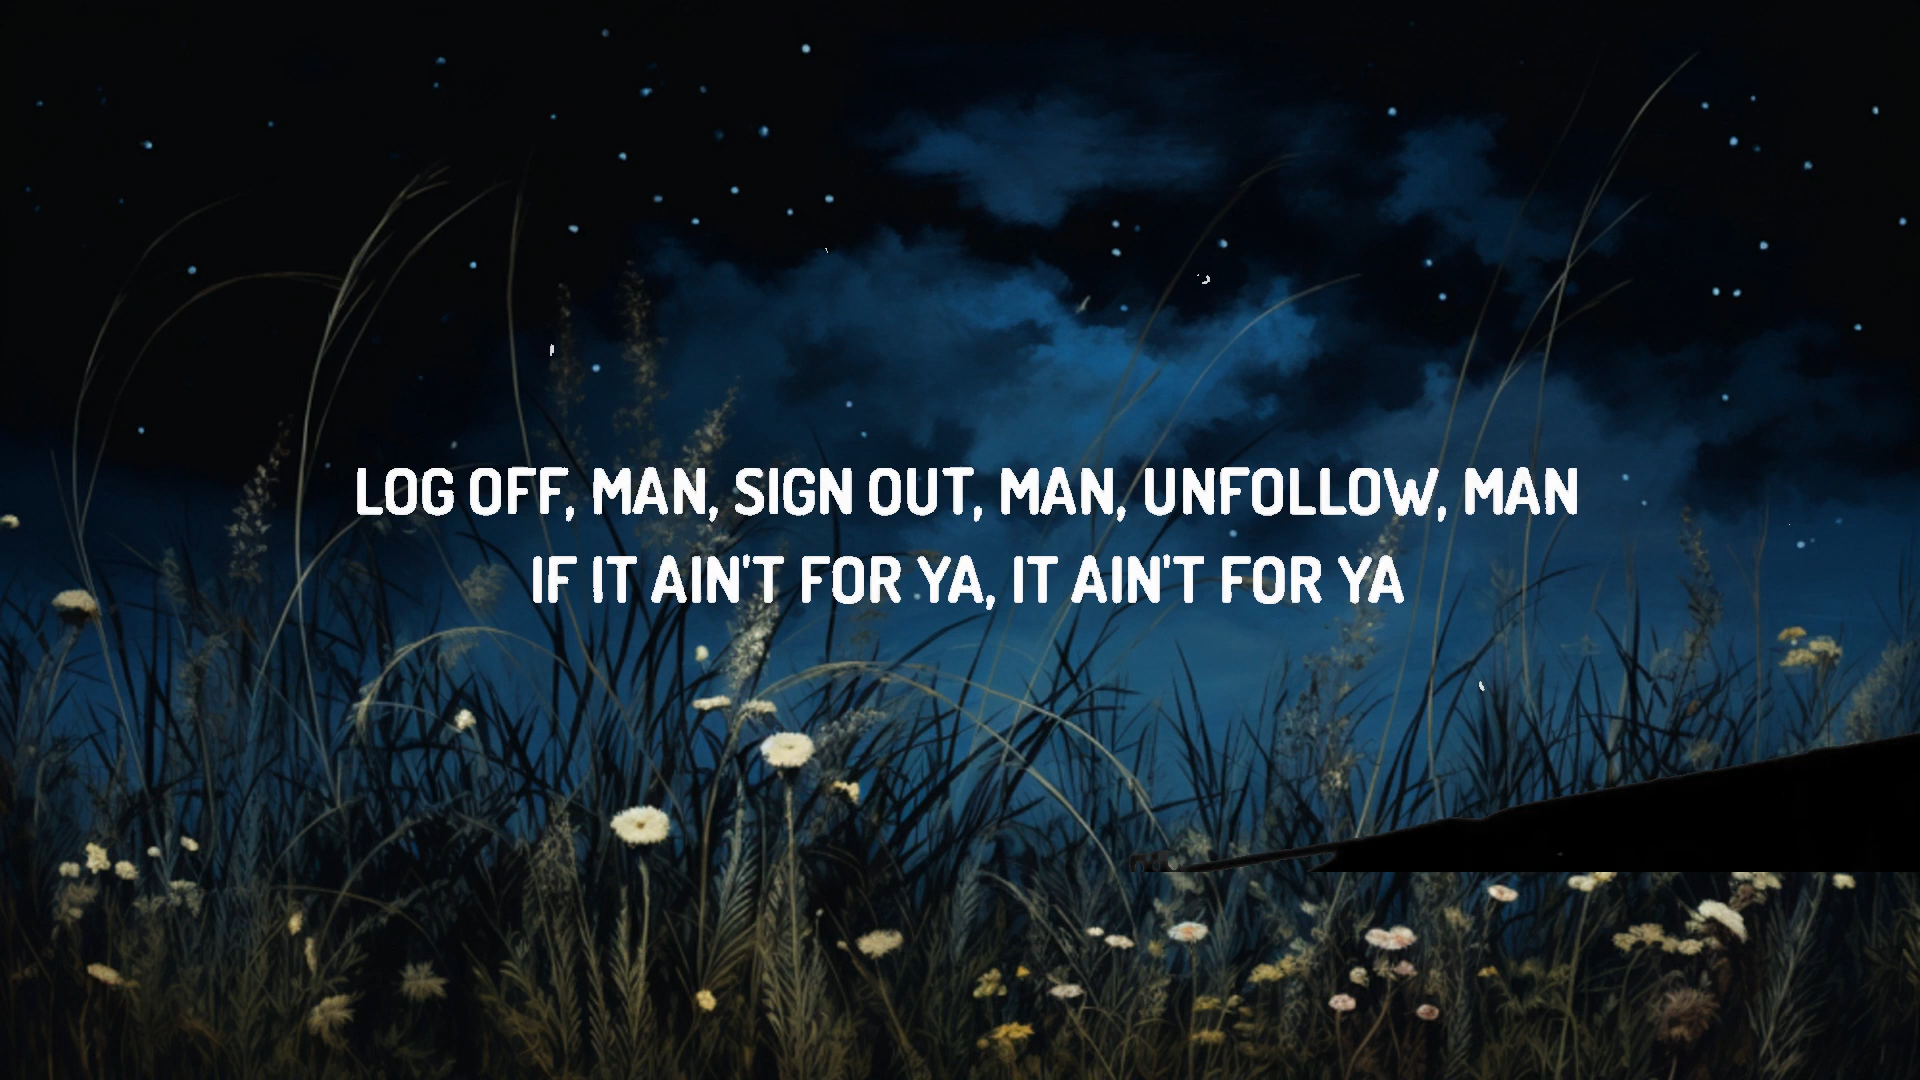 LOG OFF, MAN, SIGN OUT, MAN, UNFOLLOW, MAN
IF IT AIN'T FOR YA, IT AIN'T FOR YA